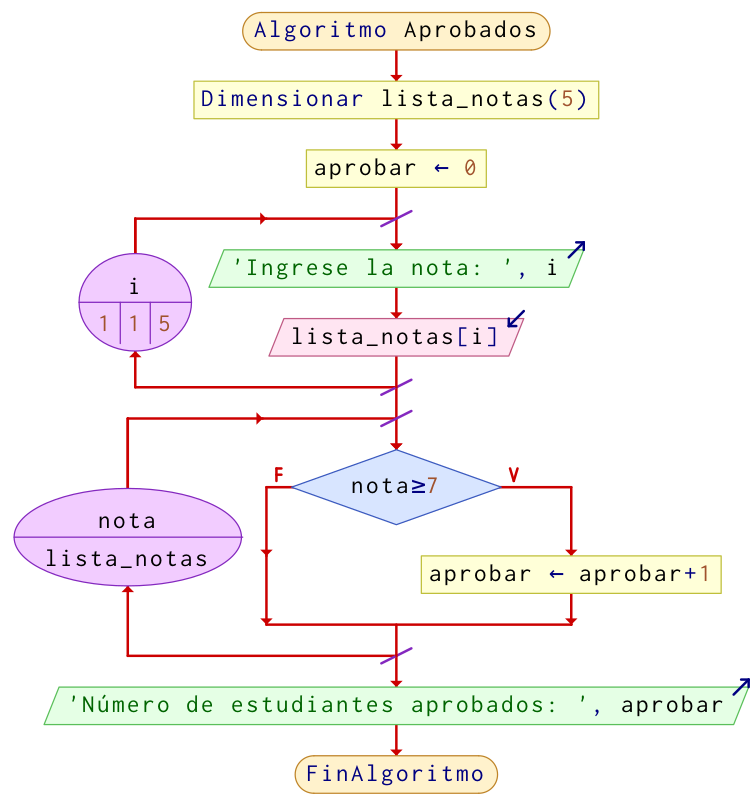 Algoritmo Aprobados
Dimensionar lista_notas(5)
aprobar ← 0
'Ingrese la nota: ', i
i
1 1 5
lista_notas[i]
F
V
nota≥7
nota
lista_notas
aprobar ← aprobar+1
'Número de estudiantes aprobados: ', aprobar
FinAlgoritmo